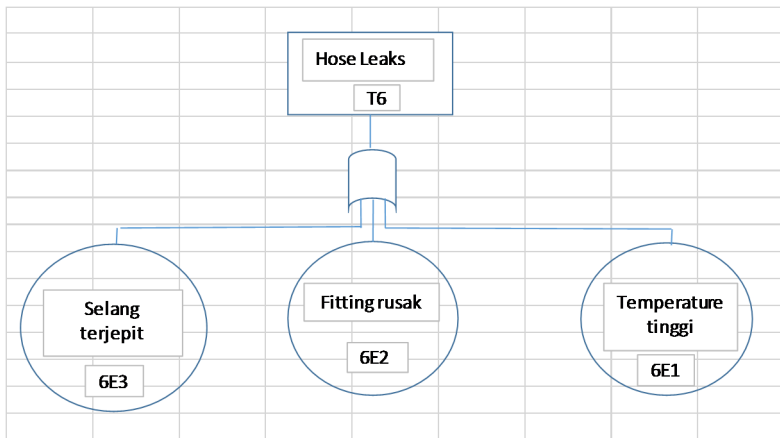 Hose Leaks
T6
Selang
terjepit
6E3
Fitting rusak
6E2
Temperature
tinggi
6E1